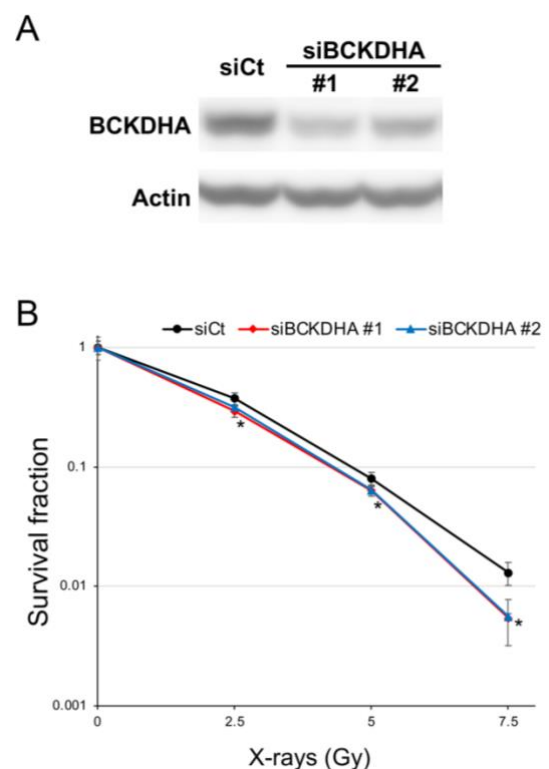 A
siCt
siBCKDHA
#1 #2
BCKDHA
Actin
B
siCt siBCKDHA #1 siBCKDHA #2
1
0.1
0.01
0.001
*
*
*
Survival fraction
0 2.5 5 7.5
X-rays (Gy)